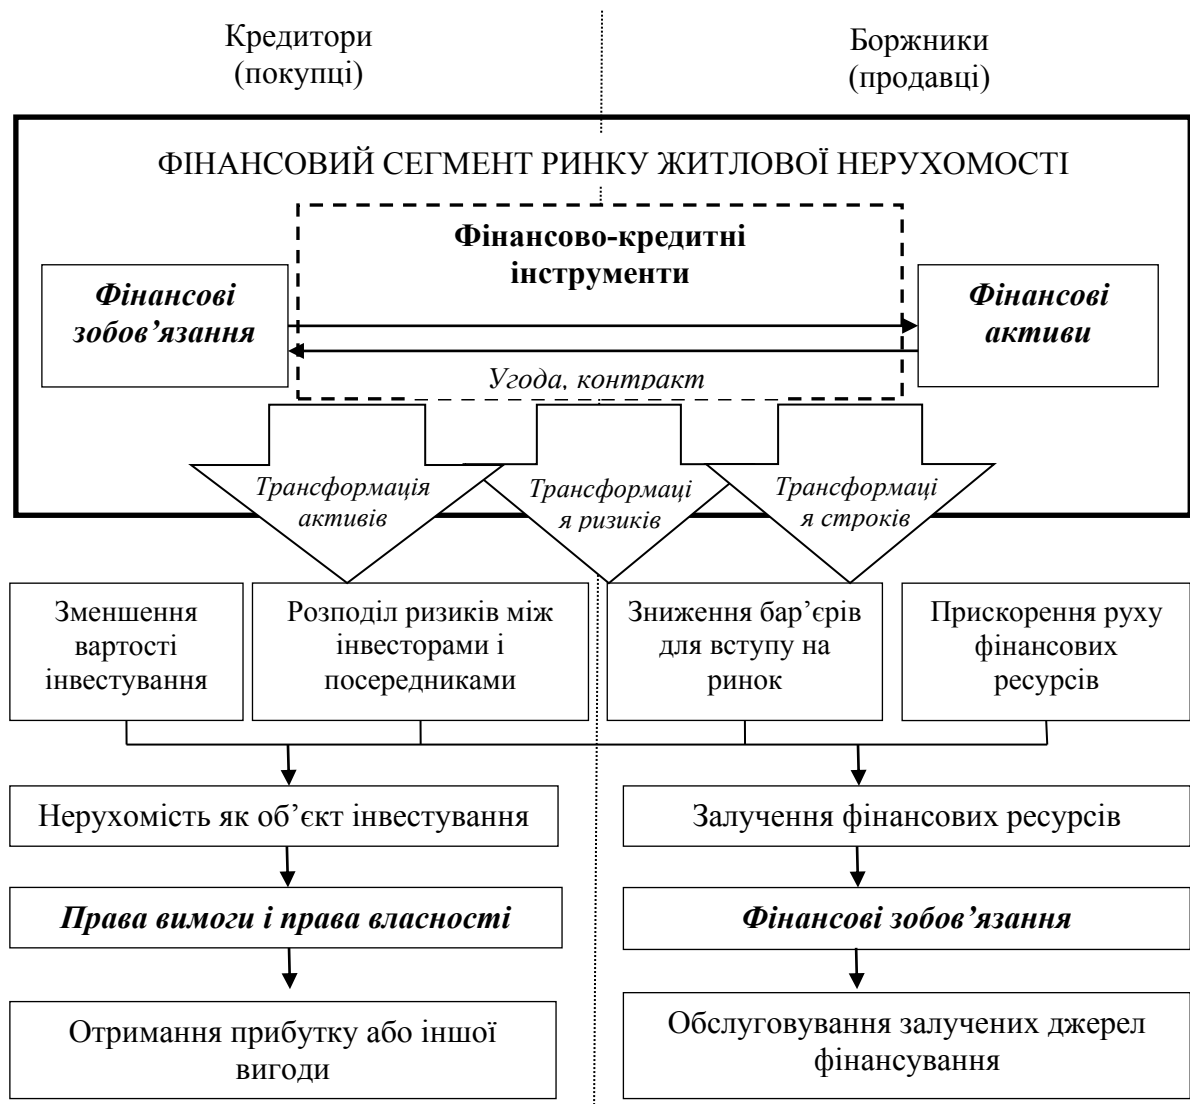 Кредитори
(покупці)
Боржники
(продавці)
ФІНАНСОВИЙ СЕГМЕНТ РИНКУ ЖИТЛОВОЇ НЕРУХОМОСТІ
Фінансово-кредитні
інструменти
Фінансові
зобов’язання
Фінансові
активи
Угода, контракт
Трансформація
активів
Трансформаці
я ризиків
Трансформаці
я строків
Зменшення
вартості
інвестування
Розподіл ризиків між
інвесторами і
посередниками
Зниження бар’єрів
для вступу на
ринок
Прискорення руху
фінансових
ресурсів
Нерухомість як об’єкт інвестування
Залучення фінансових ресурсів
Права вимоги і права власності
Фінансові зобов’язання
Отримання прибутку або іншої
вигоди
Обслуговування залучених джерел
фінансування